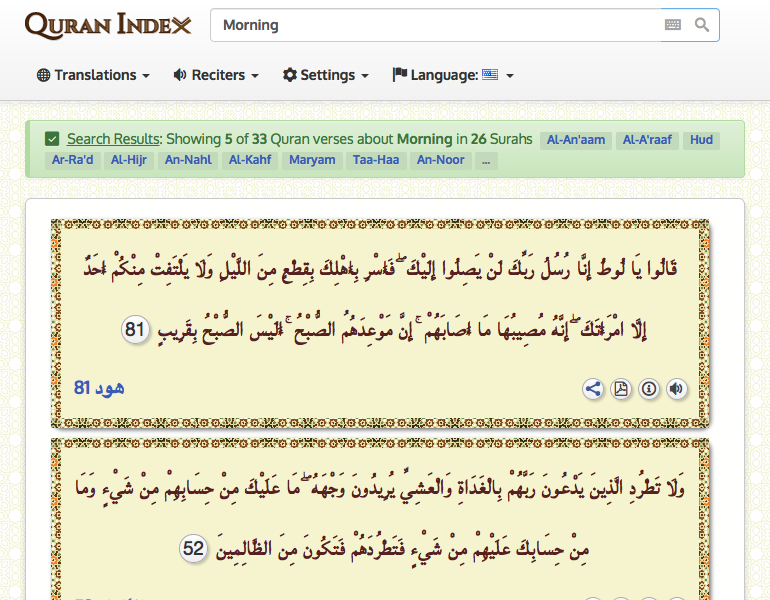 QURAN INDEX
Morning
Translations Reciters Settings Language:
Search Results: Showing 5 of 33 Quran verses about Morning in 26 Surahs Al-An'aam Al-A'raaf Hud
Ar-Ra'd Al-Hijr An-Nahl Al-Kahf Maryam Taa-Haa An-Noor ...
قَالُوا يَا لُوطُ إِنَّا رُسُلُ رَبِّكَ لَنْ يَصِلُوا إِلَيْكَ ۖ فَأَسْرِ بِأَهْلِكَ بِقِطْعٍ مِنَ اللَّيْلِ وَلَا يَلْتَفِتْ مِنْكُمْ أَحَدٌ
إِلَّا امْرَأَتَكَ ۖ إِنَّهُ مُصِيبُهَا مَا أَصَابَهُمْ ۚ إِنَّ مَوْعِدَهُمُ الصُّبْحُ ۚ أَلَيْسَ الصُّبْحُ بِقَرِيبٍ 81
هود 81
وَلَا تَطْرُدِ الَّذِينَ يَدْعُونَ رَبَّهُمْ بِالْغَدَاةِ وَالْعَشِيِّ يُرِيدُونَ وَجْهَهُ ۖ مَا عَلَيْكَ مِنْ حِسَابِهِمْ مِنْ شَيْءٍ وَمَا
مِنْ حِسَابِكَ عَلَيْهِمْ مِنْ شَيْءٍ فَتَطْرُدَهُمْ فَتَكُونَ مِنَ الظَّالِمِينَ 52